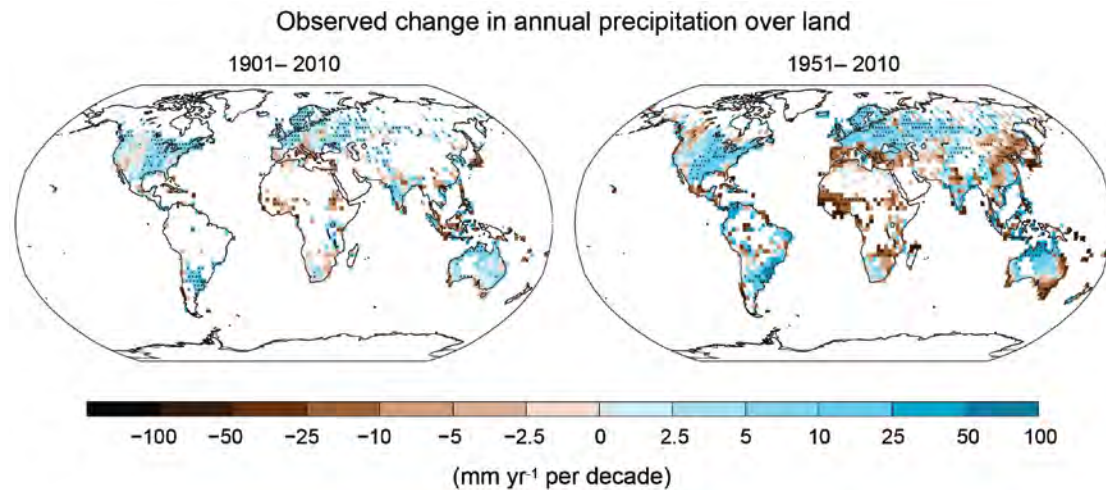 Observed change in annual precipitation over land
1901– 2010
1951– 2010
−100 −50 −25 −10 −5 −2.5 0 2.5 5 10 25 50 100
(mm yr-1 per decade)